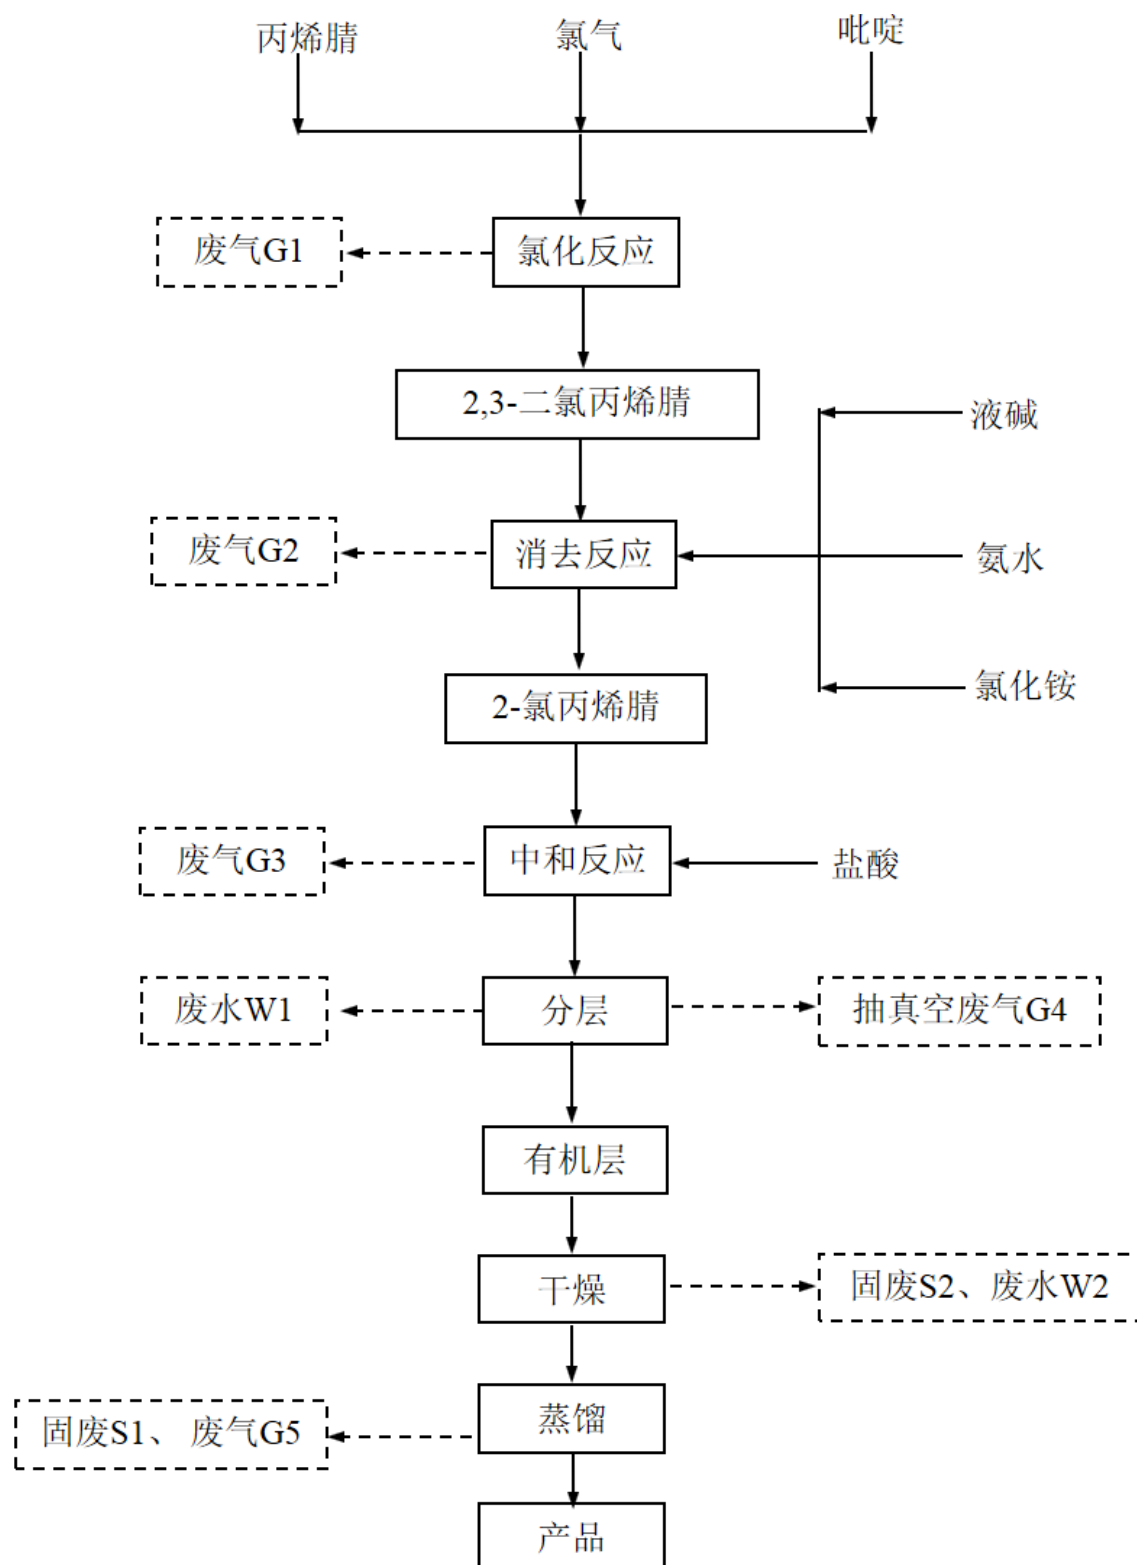 丙烯腈 氯气 吡啶
废气G1 氯化反应
2,3-二氯丙烯腈
液碱
废气G2 消去反应 氨水
2-氯丙烯腈 氯化铵
废气G3 中和反应 盐酸
废水W1 分层 抽真空废气G4
有机层
干燥 固废S2、废水W2
固废S1、 废气G5 蒸馏
产品